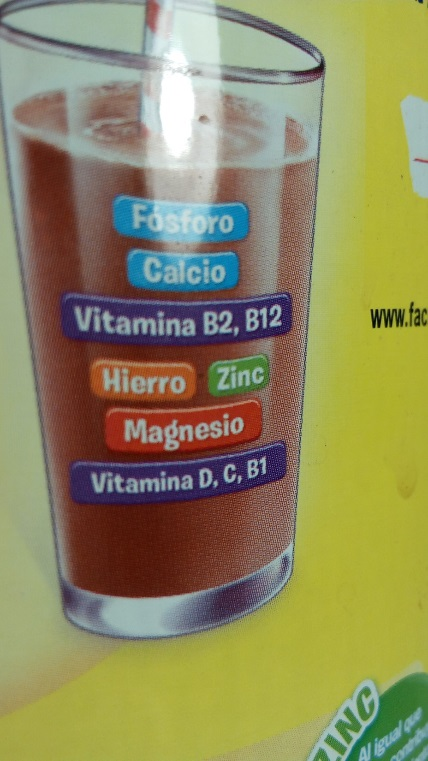 Fósforo
Calcio
Vitamina B2, B12
Hierro Zinc
Magnesio
Vitamina D, C, B1
www.fac
ZINC
Al igual que